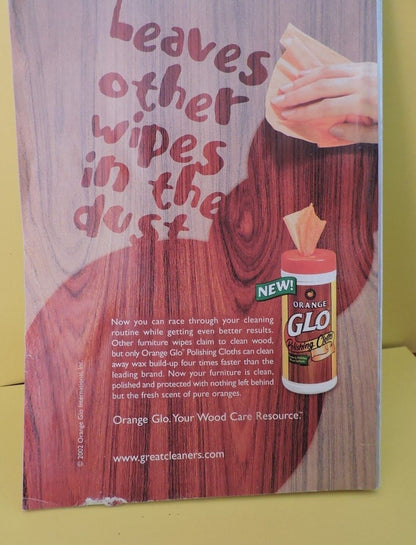 Leaves
other
wipes
in the
dust.
NEW!
ORANGE
GLO
Polishing Cloths
Now you can race through your cleaning
routine while getting even better results.
Other furniture wipes claim to clean wood,
but only Orange Glo® Polishing Cloths can clean
away wax build-up four times faster than the
leading brand. Now your furniture is clean,
polished and protected with nothing left behind
but the fresh scent of pure oranges.
Orange Glo. Your Wood Care Resource.™
www.greatcleaners.com
© 2002 Orange Glo International, Inc.